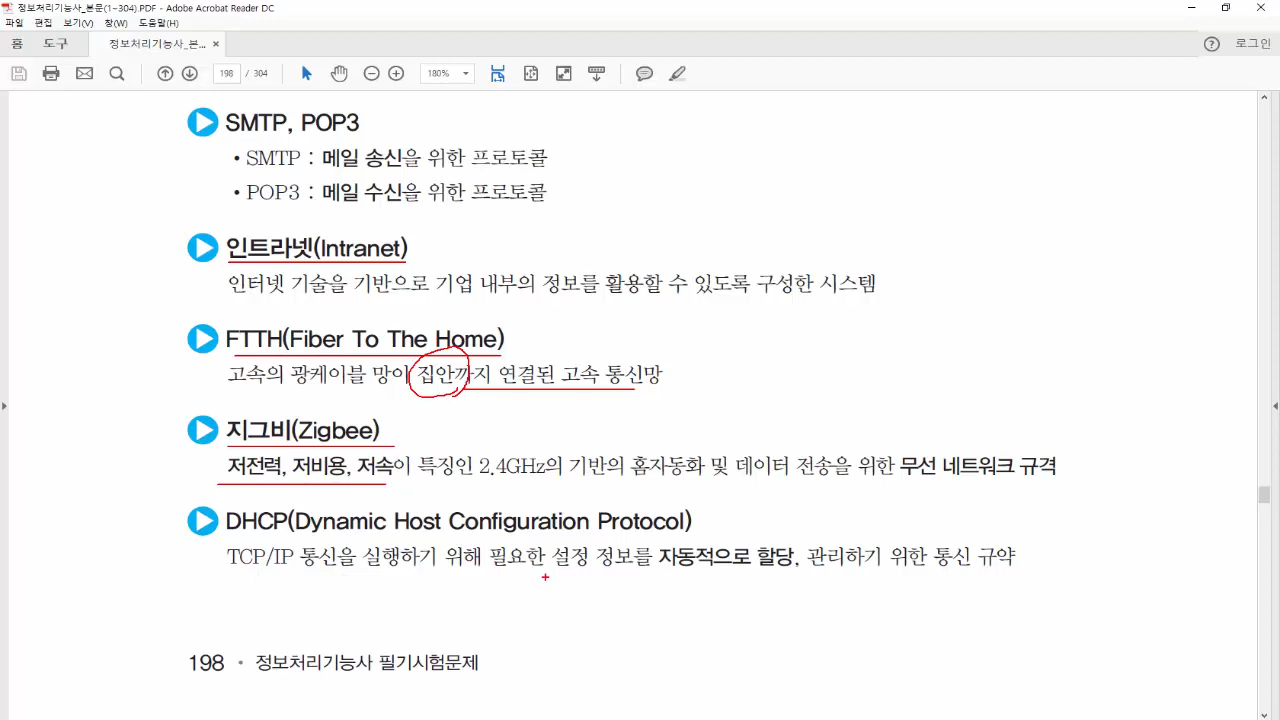 정보처리기능사_본문(1~304).PDF - Adobe Acrobat Reader DC
파일 편집 보기(V) 창(W) 도움말(H)
홈 도구 정보처리기능사_본... × 로그인
198 / 304 180%
SMTP, POP3
• SMTP : 메일 송신을 위한 프로토콜
• POP3 : 메일 수신을 위한 프로토콜
인트라넷(Intranet)
인터넷 기술을 기반으로 기업 내부의 정보를 활용할 수 있도록 구성한 시스템
FTTH(Fiber To The Home)
고속의 광케이블 망이 집안까지 연결된 고속 통신망
지그비(Zigbee)
저전력, 저비용, 저속이 특징인 2.4GHz의 기반의 홈자동화 및 데이터 전송을 위한 무선 네트워크 규격
DHCP(Dynamic Host Configuration Protocol)
TCP/IP 통신을 실행하기 위해 필요한 설정 정보를 자동적으로 할당, 관리하기 위한 통신 규약
198 • 정보처리기능사 필기시험문제